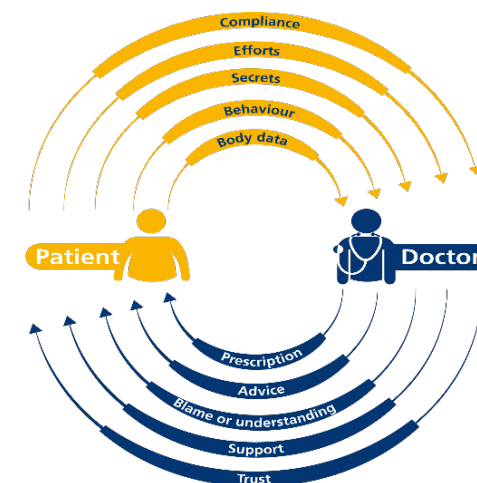 Compliance
Efforts
Secrets
Behaviour
Body data
Patient
Doctor
Prescription
Advice
Blame or understanding
Support
Trust